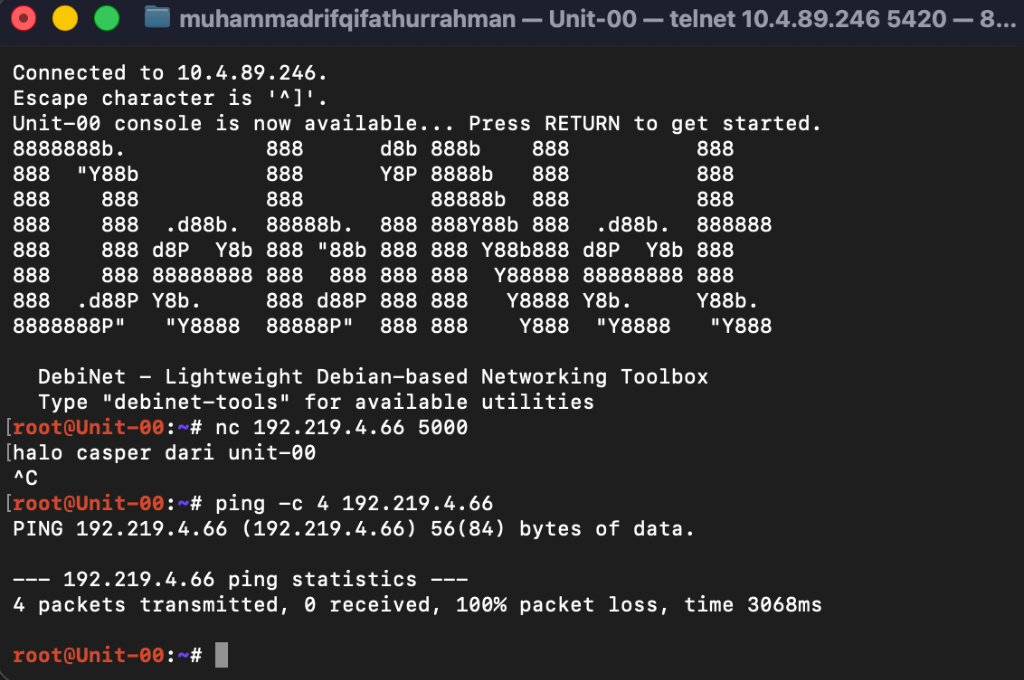 muhammadrifqifathurrahman — Unit-00 — telnet 10.4.89.246 5420 — 8...
Connected to 10.4.89.246.
Escape character is '^]'.
Unit-00 console is now available... Press RETURN to get started.
8888888b.           888      d8b 888b    888          888
888  "Y88b          888      Y8P 8888b   888          888
888    888          888          88888b  888          888
888    888  .d88b.  88888b.  888 888Y88b 888  .d88b.  888888
888    888 d8P  Y8b 888 "88b 888 888 Y88b888 d8P  Y8b 888
888    888 88888888 888  888 888 888  Y88888 88888888 888
888  .d88P Y8b.     888 d88P 888 888   Y8888 Y8b.     Y88b.
8888888P"   "Y8888  88888P"  888 888    Y888  "Y8888   "Y888
DebiNet - Lightweight Debian-based Networking Toolbox
Type "debinet-tools" for available utilities
[root@Unit-00:~# nc 192.219.4.66 5000
[halo casper dari unit-00
^C
[root@Unit-00:~# ping -c 4 192.219.4.66
PING 192.219.4.66 (192.219.4.66) 56(84) bytes of data.
--- 192.219.4.66 ping statistics ---
4 packets transmitted, 0 received, 100% packet loss, time 3068ms
root@Unit-00:~#